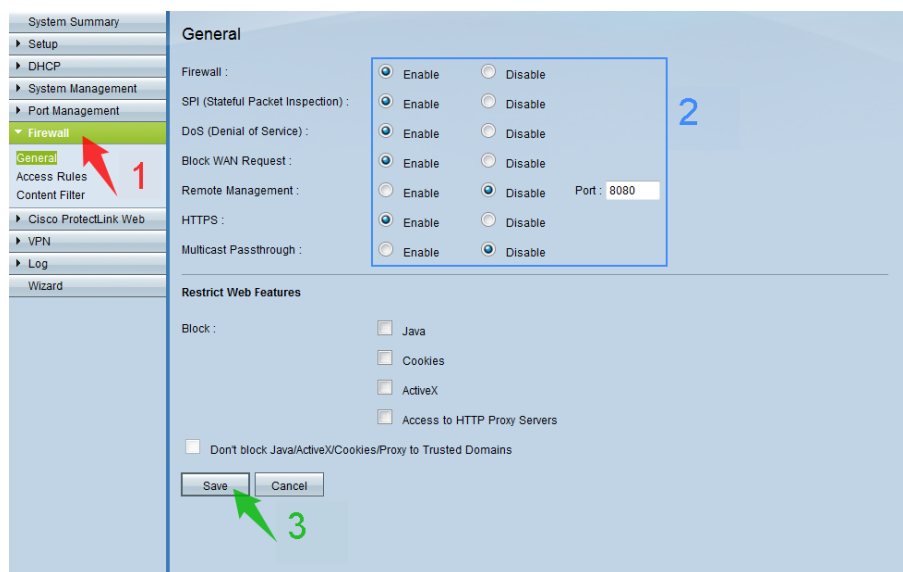 System Summary
Setup
DHCP
System Management
Port Management
Firewall
General
Access Rules
Content Filter
Cisco ProtectLink Web
VPN
Log
Wizard
1
General
Firewall : Enable Disable
SPI (Stateful Packet Inspection) : Enable Disable
DoS (Denial of Service) : Enable Disable
Block WAN Request : Enable Disable
Remote Management : Enable Disable Port : 8080
HTTPS : Enable Disable
Multicast Passthrough : Enable Disable
2
Restrict Web Features
Block : Java
Cookies
ActiveX
Access to HTTP Proxy Servers
Don't block Java/ActiveX/Cookies/Proxy to Trusted Domains
Save Cancel
3